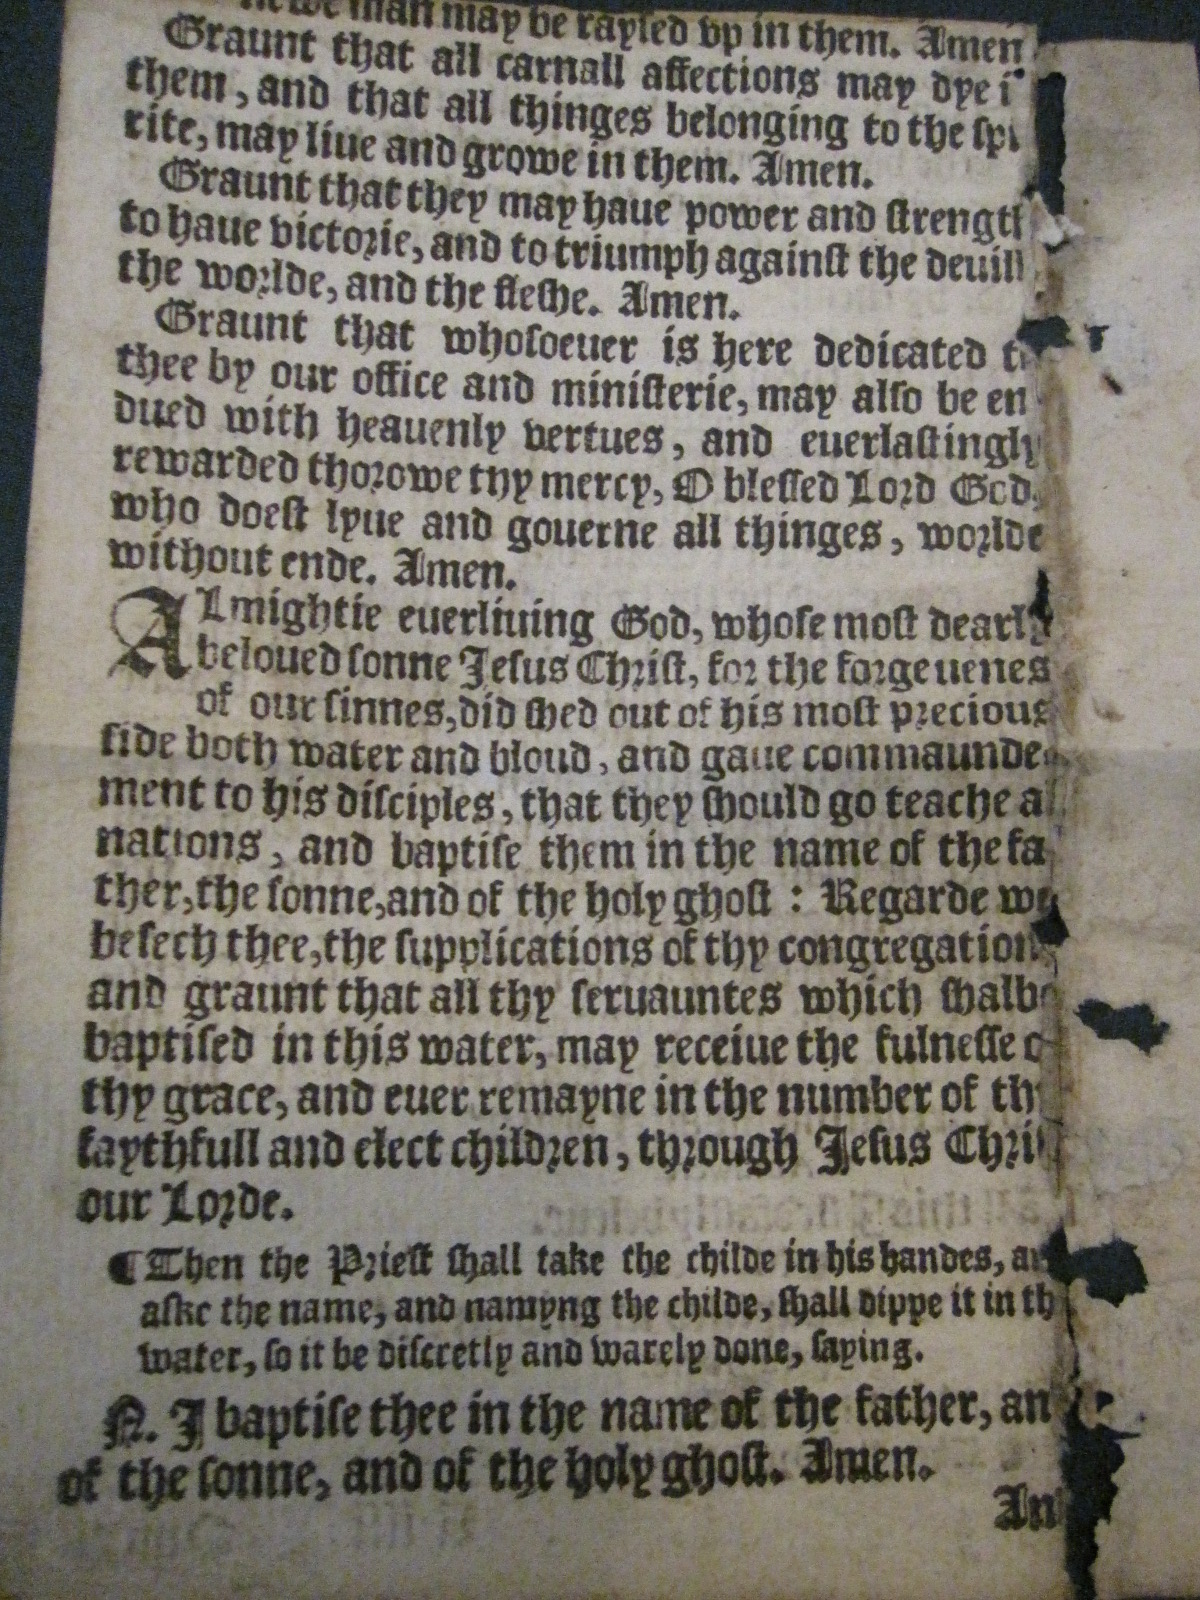 newe man may be rayſed vp in them. Amen
Graunt that all carnall affections may dye
them, and that all thinges belonging to the ſpi
rite, may liue and growe in them. Amen.
Graunt that they may haue power and ſtrengt
to haue victorie, and to triumph againſt the deuill
the worlde, and the fleſhe. Amen.
Graunt that whoſoeuer is here dedicated t
thee by our office and miniſterie, may alſo be en
dued with heauenly vertues, and euerlaſtingly
rewarded thorowe thy mercy, O bleſſed Lord God,
who doeſt lyue and gouerne all thinges, worlde
without ende. Amen.
ALmightie euerliuing God, whoſe moſt dearly
beloued ſonne Jeſus Chriſt, for the forgeuenes
of our ſinnes, did ſhed out of his moſt precious
ſide both water and bloud, and gaue commaunde-
ment to his diſciples, that they ſhould go teache al
nations, and baptiſe them in the name of the fa
ther, the ſonne, and of the holy ghoſt : Regarde we
beſech thee, the ſupplications of thy congregation
and graunt that all thy ſeruauntes which ſhalbe
baptiſed in this water, may receiue the fulneſſe o
thy grace, and euer remayne in the number of th
faythfull and elect children, through Jeſus Chri
our Lorde.
¶ Then the Prieſt ſhall take the childe in his handes, an
aſke the name, and namyng the childe, ſhall dippe it in th
water, ſo it be diſcretly and warely done, ſaying.
N. I baptiſe thee in the name of the father, an
of the ſonne, and of the holy ghoſt. Amen.
An